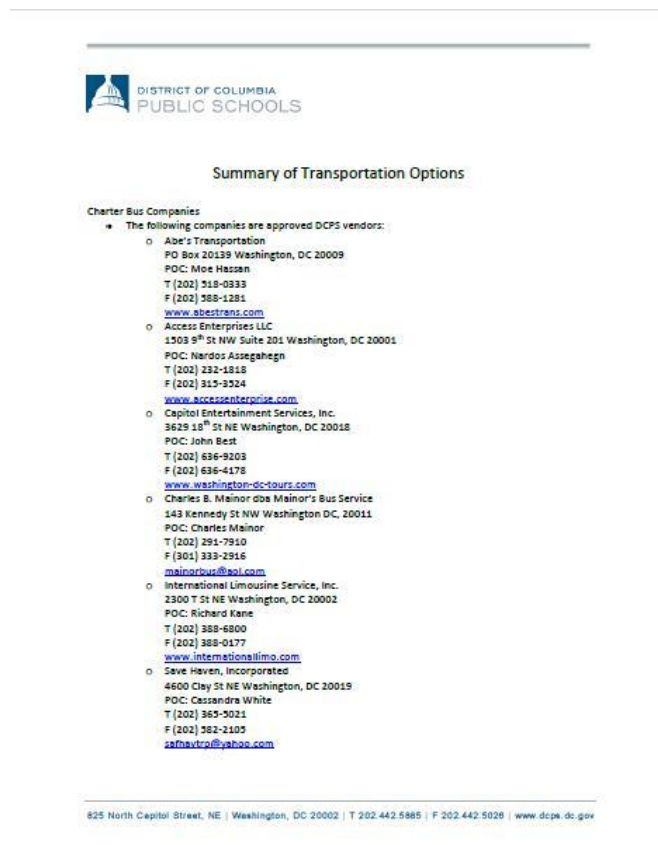 DISTRICT OF COLUMBIA
PUBLIC SCHOOLS
Summary of Transportation Options
Charter Bus Companies
• The following companies are approved DCPS vendors:
o Abe's Transportation
PO Box 20139 Washington, DC 20009
POC: Moe Hassan
T (202) 518-0333
F (202) 588-1281
www.abestrans.com
o Access Enterprises LLC
1503 9th St NW Suite 201 Washington, DC 20001
POC: Nardos Assegahegn
T (202) 232-1818
F (202) 315-3524
www.accessenterprise.com
o Capitol Entertainment Services, Inc.
3629 18th St NE Washington, DC 20018
POC: John Best
T (202) 636-9203
F (202) 636-4178
www.washington-dc-tours.com
o Charles B. Mainor dba Mainor's Bus Service
143 Kennedy St NW Washington DC, 20011
POC: Charles Mainor
T (202) 291-7910
F (301) 333-2916
mainorbus@aol.com
o International Limousine Service, Inc.
2300 T St NE Washington, DC 20002
POC: Richard Kane
T (202) 388-6800
F (202) 388-0177
www.internationallimo.com
o Save Haven, Incorporated
4600 Clay St NE Washington, DC 20019
POC: Cassandra White
T (202) 365-5021
F (202) 582-2105
safhavtrp@yahoo.com
825 North Capitol Street, NE | Washington, DC 20002 | T 202.442.5885 | F 202.442.5026 | www.dcps.dc.gov